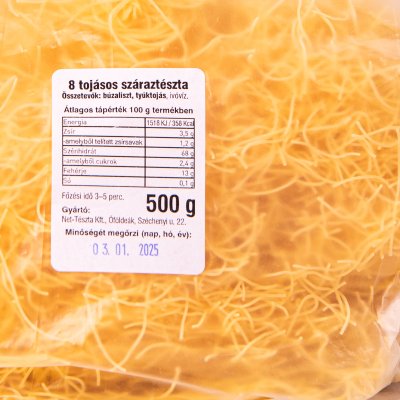 8 tojásos száraztészta
Összetevők: búzaliszt, tyúktojás, ivóvíz.
Átlagos tápérték 100 g termékben
Energia 1518 KJ / 358 Kcal
Zsír 3,5 g
-amelyből telített zsírsavak 1,2 g
Szénhidrát 68 g
-amelyből cukrok 2,4 g
Fehérje 13 g
Só 0,1 g
Főzési idő 3–5 perc.
500 g
Gyártó:
Net-Tészta Kft., Óföldeák, Széchenyi u. 22.
Minőségét megőrzi (nap, hó, év):
03. 01. 2025